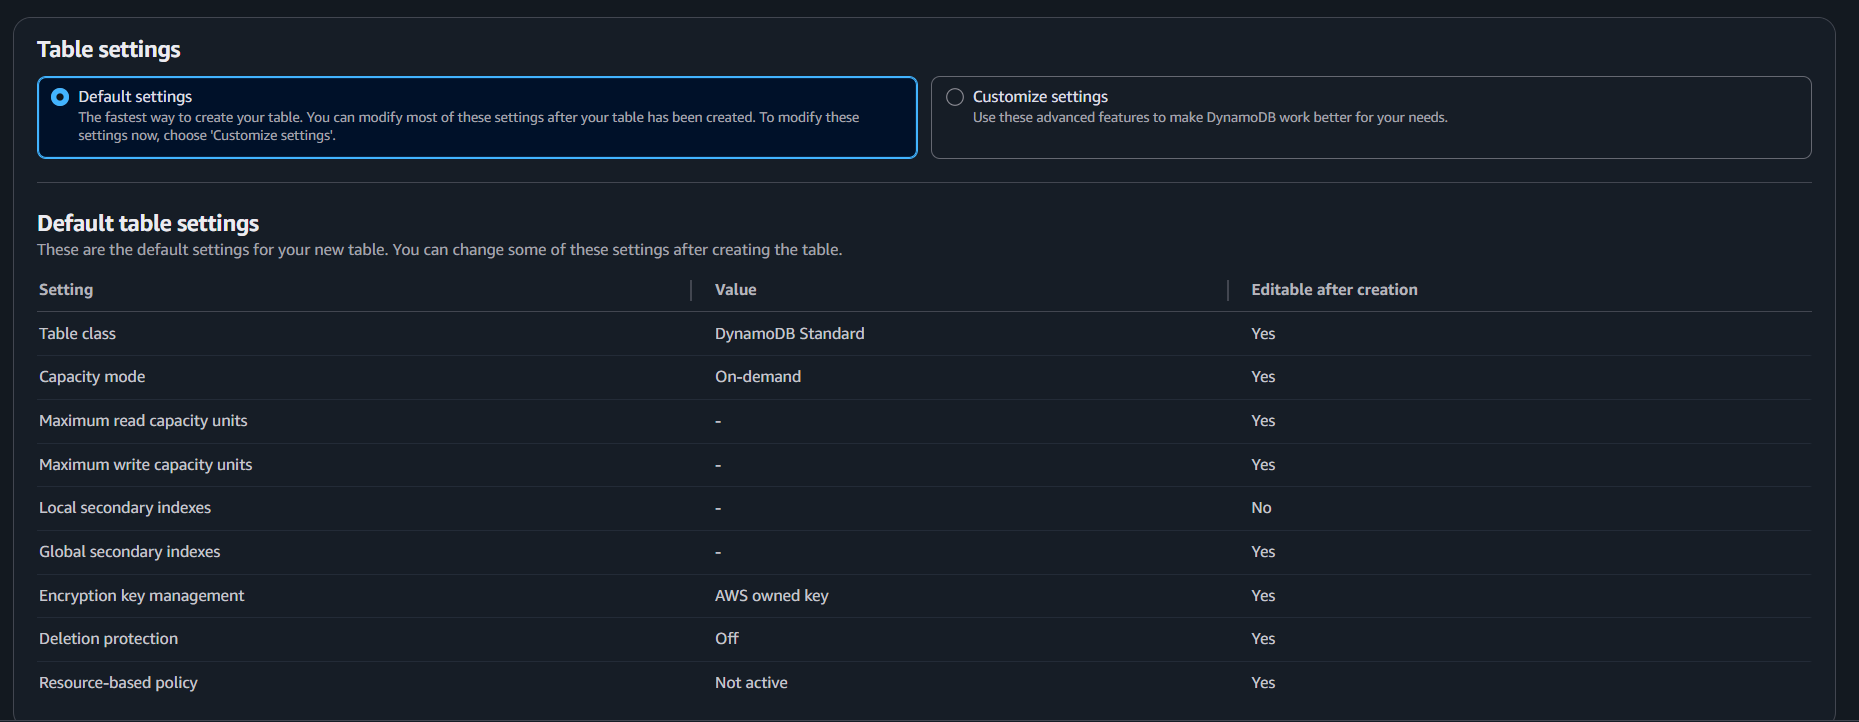 Table settings
Default settings
The fastest way to create your table. You can modify most of these settings after your table has been created. To modify these
settings now, choose 'Customize settings'.
Customize settings
Use these advanced features to make DynamoDB work better for your needs.
Default table settings
These are the default settings for your new table. You can change some of these settings after creating the table.
Setting Value Editable after creation
Table class DynamoDB Standard Yes
Capacity mode On-demand Yes
Maximum read capacity units - Yes
Maximum write capacity units - Yes
Local secondary indexes - No
Global secondary indexes - Yes
Encryption key management AWS owned key Yes
Deletion protection Off Yes
Resource-based policy Not active Yes